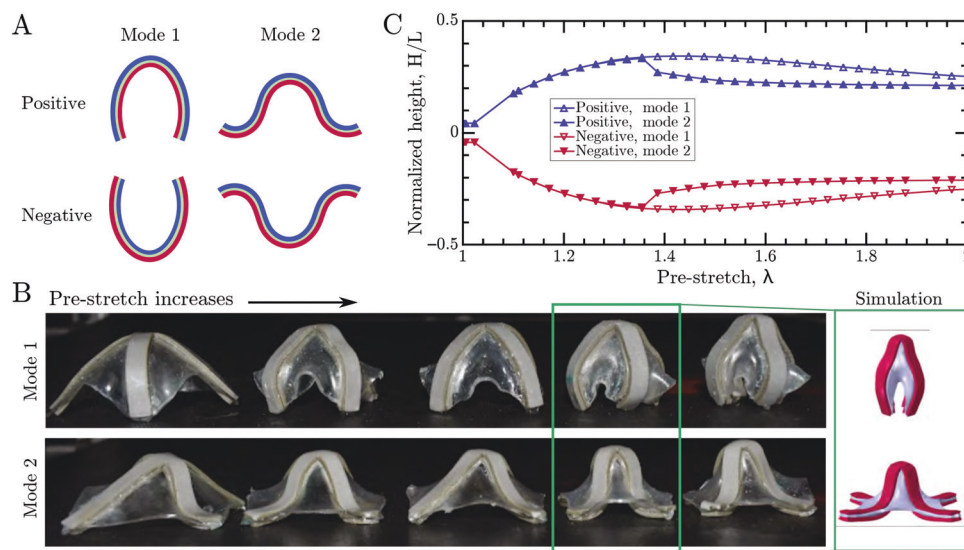 A
Mode 1
Mode 2
Positive
Negative
C
Normalized height, H/L
0.5
0
−0.5
Positive, mode 1
Positive, mode 2
Negative, mode 1
Negative, mode 2
1
1.2
1.4
1.6
1.8
Pre-stretch, λ
B
Pre-stretch increases
Simulation
Mode 1
Mode 2